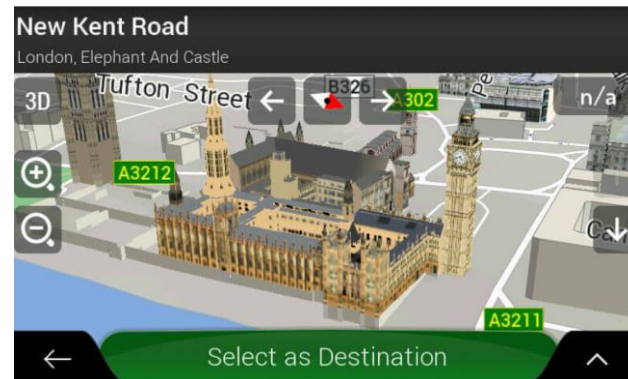 New Kent Road
London, Elephant And Castle
3D
Tufton Street
B326
A302
n/a
A3212
A3211
Select as Destination